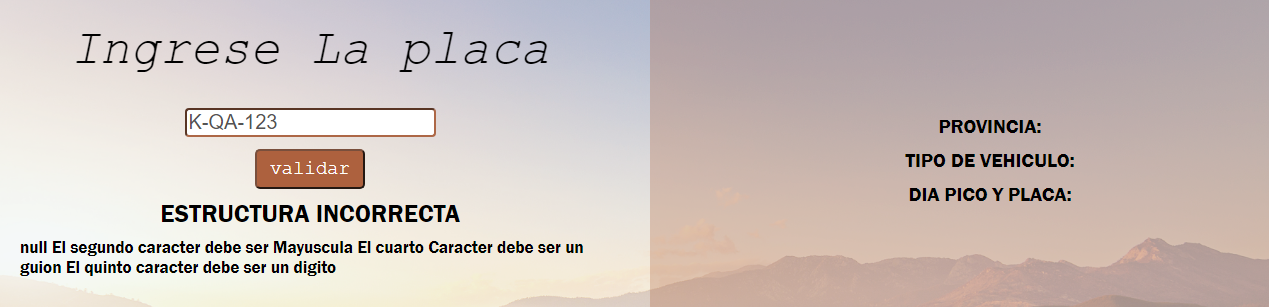 Ingrese La placa
K-QA-123
validar
ESTRUCTURA INCORRECTA
null El segundo caracter debe ser Mayuscula El cuarto Caracter debe ser un
guion El quinto caracter debe ser un digito
PROVINCIA:
TIPO DE VEHICULO:
DIA PICO Y PLACA: